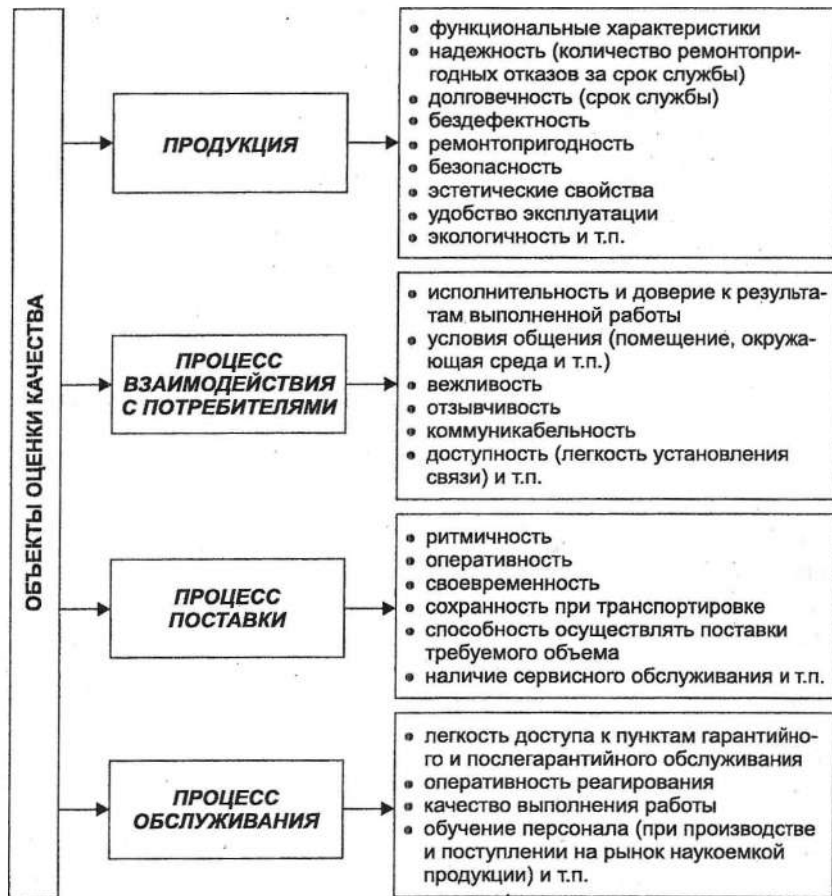 ОБЪЕКТЫ ОЦЕНКИ КАЧЕСТВА
ПРОДУКЦИЯ
• функциональные характеристики
• надежность (количество ремонтопри-
годных отказов за срок службы)
• долговечность (срок службы)
• бездефектность
• ремонтопригодность
• безопасность
• эстетические свойства
• удобство эксплуатации
• экологичность и т.п.
ПРОЦЕСС
ВЗАИМОДЕЙСТВИЯ
С ПОТРЕБИТЕЛЯМИ
• исполнительность и доверие к результа-
там выполненной работы
• условия общения (помещение, окружа-
ющая среда и т.п.)
• вежливость
• отзывчивость
• коммуникабельность
• доступность (легкость установления
связи) и т.п.
ПРОЦЕСС
ПОСТАВКИ
• ритмичность
• оперативность
• своевременность
• сохранность при транспортировке
• способность осуществлять поставки
требуемого объема
• наличие сервисного обслуживания и т.п.
ПРОЦЕСС
ОБСЛУЖИВАНИЯ
• легкость доступа к пунктам гарантийно-
го и послегарантийного обслуживания
• оперативность реагирования
• качество выполнения работы
• обучение персонала (при производстве
и поступлении на рынок наукоемкой
продукции) и т.п.